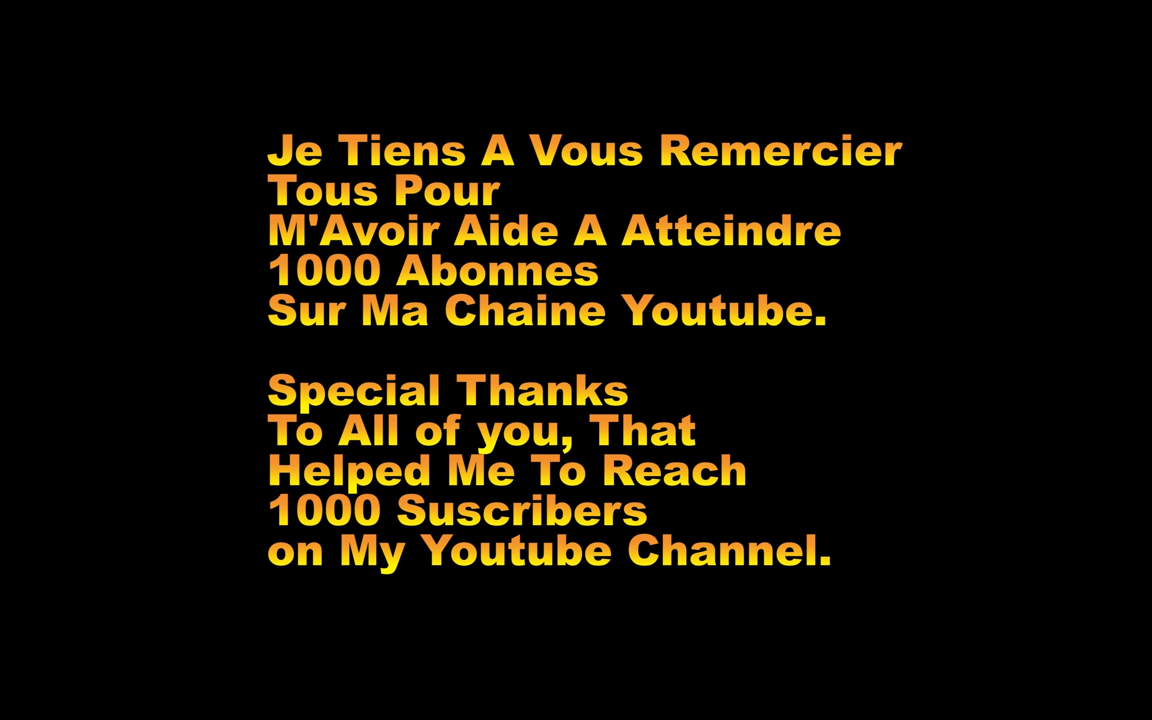 Je Tiens A Vous Remercier
Tous Pour
M'Avoir Aide A Atteindre
1000 Abonnes
Sur Ma Chaine Youtube.
Special Thanks
To All of you, That
Helped Me To Reach
1000 Suscribers
on My Youtube Channel.